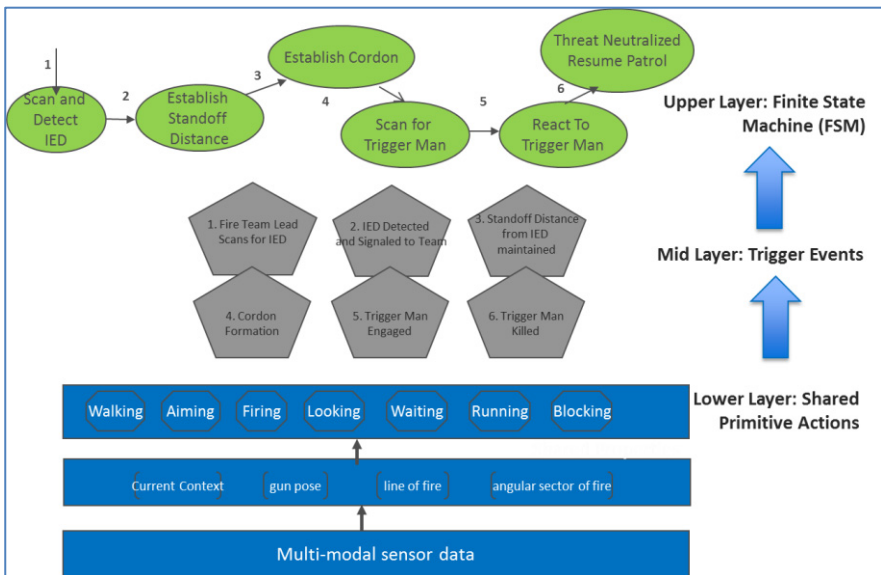 1
Scan and
Detect
IED
2
Establish
Standoff
Distance
3
Establish Cordon
4
Scan for
Trigger Man
5
React To
Trigger Man
6
Threat Neutralized
Resume Patrol
Upper Layer: Finite State
Machine (FSM)
1. Fire Team Lead
Scans for IED
2. IED Detected
and Signaled to Team
3. Standoff Distance
from IED
maintained
Mid Layer: Trigger Events
4. Cordon
Formation
5. Trigger Man
Engaged
6. Trigger Man
Killed
Walking
Aiming
Firing
Looking
Waiting
Running
Blocking
Lower Layer: Shared
Primitive Actions
Current Context
gun pose
line of fire
angular sector of fire
Multi-modal sensor data